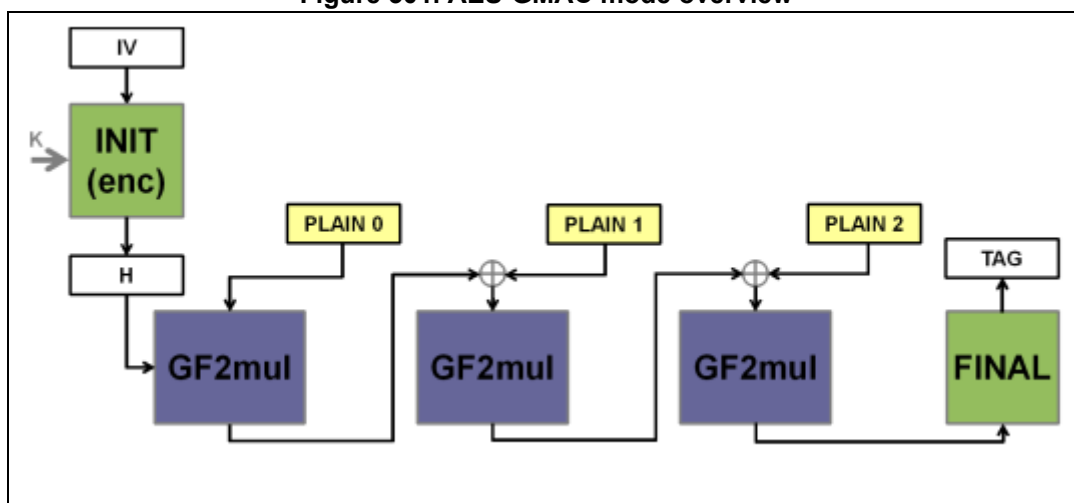 IV
INIT
(enc)
K
H
PLAIN 0
PLAIN 1
PLAIN 2
TAG
GF2mul
GF2mul
GF2mul
FINAL